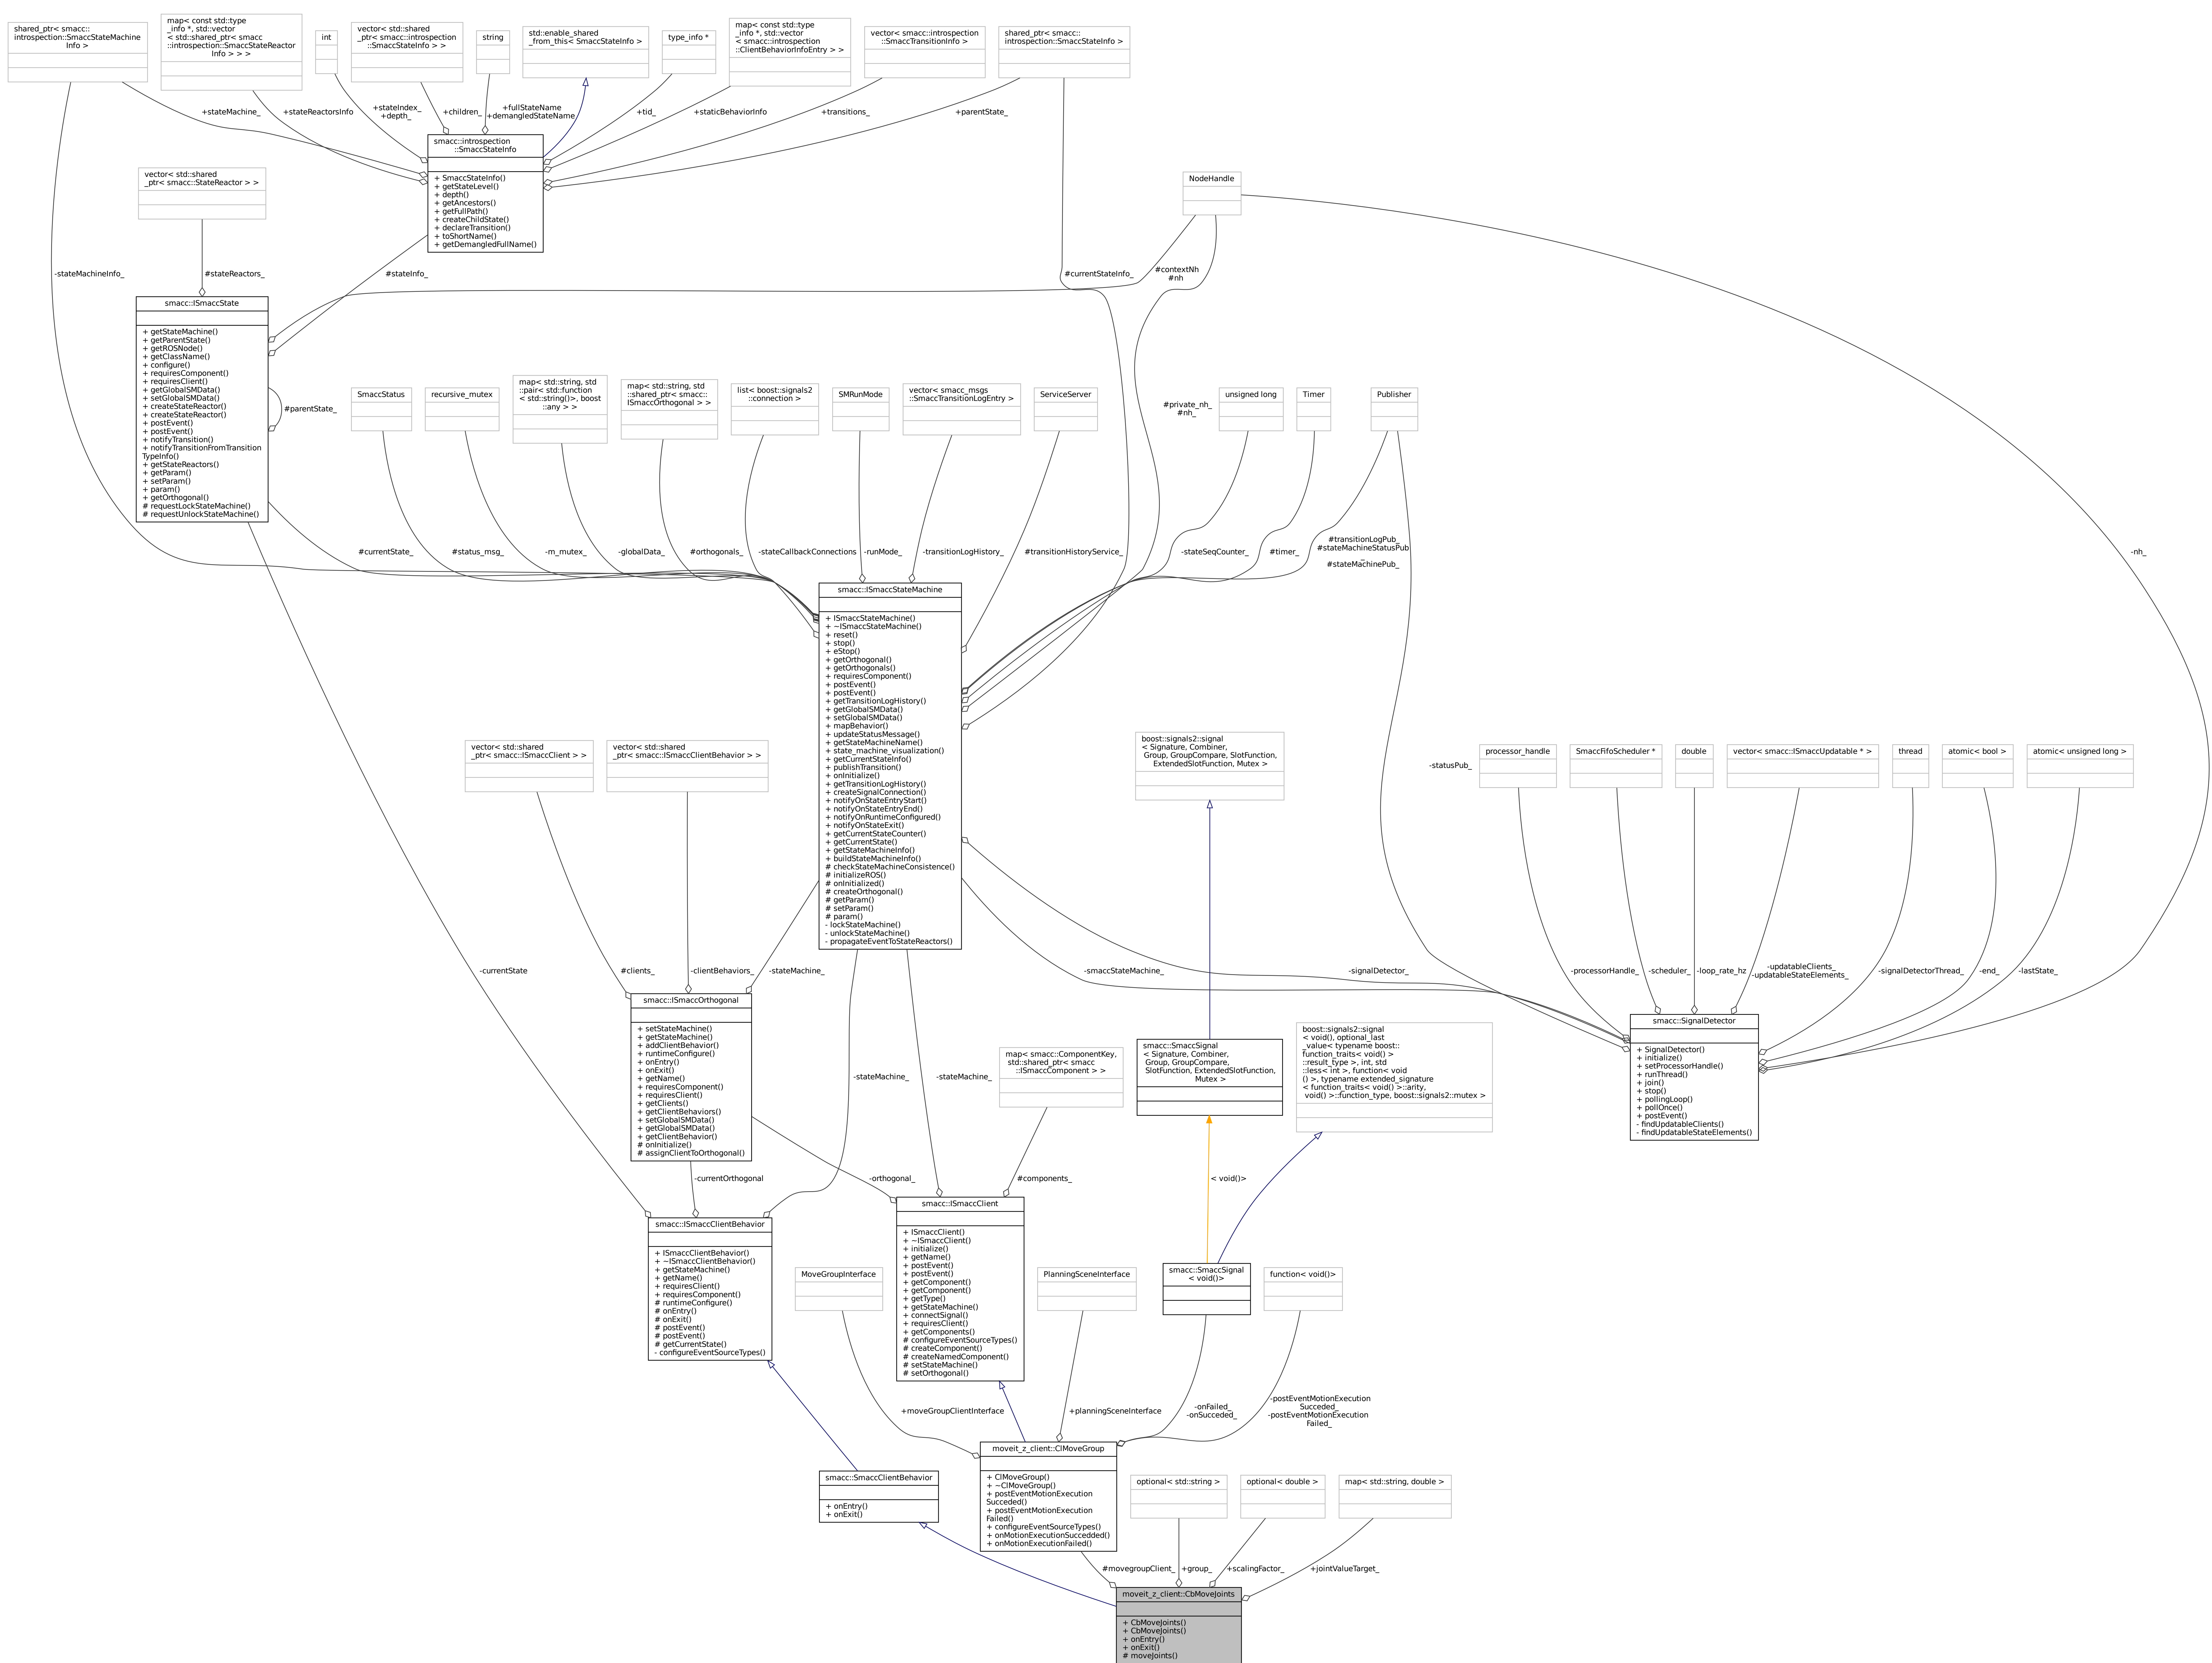 shared_ptr< smacc::
introspection::SmaccStateMachine
Info >
map< const std::type
_info *, std::vector
< std::shared_ptr< smacc
::introspection::SmaccStateReactor
Info > > >
int
vector< std::shared
_ptr< smacc::introspection
::SmaccStateInfo > >
string
std::enable_shared
_from_this< SmaccStateInfo >
type_info *
map< const std::type
_info *, std::vector
< smacc::introspection
::ClientBehaviorInfoEntry > >
vector< smacc::introspection
::SmaccTransitionInfo >
shared_ptr< smacc::
introspection::SmaccStateInfo >
+stateMachine_
+stateReactorsInfo
+stateIndex_
+depth_
+children_
+fullStateName
+demangledStateName
+tid_
+staticBehaviorInfo
+transitions_
+parentState_
smacc::introspection
::SmaccStateInfo
+ SmaccStateInfo()
+ getStateLevel()
+ depth()
+ getAncestors()
+ getFullPath()
+ createChildState()
+ declareTransition()
+ toShortName()
+ getDemangledFullName()
vector< std::shared
_ptr< smacc::StateReactor > >
NodeHandle
-stateMachineInfo_
#stateReactors_
#stateInfo_
#currentStateInfo_
#contextNh
#nh
smacc::ISmaccState
+ getStateMachine()
+ getParentState()
+ getROSNode()
+ getClassName()
+ configure()
+ requiresComponent()
+ requiresClient()
+ getGlobalSMData()
+ setGlobalSMData()
+ createStateReactor()
+ createStateReactor()
+ postEvent()
+ postEvent()
+ notifyTransition()
+ notifyTransitionFromTransition
TypeInfo()
+ getStateReactors()
+ getParam()
+ setParam()
+ param()
+ getOrthogonal()
# requestLockStateMachine()
# requestUnlockStateMachine()
#parentState_
SmaccStatus
recursive_mutex
map< std::string, std
::pair< std::function
< std::string()>, boost
::any > >
map< std::string, std
::shared_ptr< smacc::
ISmaccOrthogonal > >
list< boost::signals2
::connection >
SMRunMode
vector< smacc_msgs
::SmaccTransitionLogEntry >
ServiceServer
#private_nh_
#nh_
unsigned long
Timer
Publisher
#currentState_
#status_msg_
-m_mutex_
-globalData_
#orthogonals_
-stateCallbackConnections
-runMode_
-transitionLogHistory_
#transitionHistoryService_
-stateSeqCounter_
#timer_
#transitionLogPub_
#stateMachineStatusPub
_
#stateMachinePub_
-nh_
smacc::ISmaccStateMachine
+ ISmaccStateMachine()
+ ~ISmaccStateMachine()
+ reset()
+ stop()
+ eStop()
+ getOrthogonal()
+ getOrthogonals()
+ requiresComponent()
+ postEvent()
+ postEvent()
+ getTransitionLogHistory()
+ getGlobalSMData()
+ setGlobalSMData()
+ mapBehavior()
+ updateStatusMessage()
+ getStateMachineName()
+ state_machine_visualization()
+ getCurrentStateInfo()
+ publishTransition()
+ onInitialize()
+ getTransitionLogHistory()
+ createSignalConnection()
+ notifyOnStateEntryStart()
+ notifyOnStateEntryEnd()
+ notifyOnRuntimeConfigured()
+ notifyOnStateExit()
+ getCurrentStateCounter()
+ getCurrentState()
+ getStateMachineInfo()
+ buildStateMachineInfo()
# checkStateMachineConsistence()
# initializeROS()
# onInitialized()
# createOrthogonal()
# getParam()
# setParam()
# param()
- lockStateMachine()
- unlockStateMachine()
- propagateEventToStateReactors()
vector< std::shared
_ptr< smacc::ISmaccClient > >
vector< std::shared
_ptr< smacc::ISmaccClientBehavior > >
boost::signals2::signal
< Signature, Combiner,
Group, GroupCompare, SlotFunction,
ExtendedSlotFunction, Mutex >
-statusPub_
processor_handle
SmaccFifoScheduler *
double
vector< smacc::ISmaccUpdatable * >
thread
atomic< bool >
atomic< unsigned long >
-currentState
#clients_
-clientBehaviors_
-stateMachine_
-smaccStateMachine_
-signalDetector_
-processorHandle_
-scheduler_
-loop_rate_hz
-updatableClients_
-updatableStateElements_
-signalDetectorThread_
-end_
-lastState_
smacc::ISmaccOrthogonal
+ setStateMachine()
+ getStateMachine()
+ addClientBehavior()
+ runtimeConfigure()
+ onEntry()
+ onExit()
+ getName()
+ requiresComponent()
+ requiresClient()
+ getClients()
+ getClientBehaviors()
+ setGlobalSMData()
+ getGlobalSMData()
+ getClientBehavior()
# onInitialize()
# assignClientToOrthogonal()
-stateMachine_
-stateMachine_
map< smacc::ComponentKey,
std::shared_ptr< smacc
::ISmaccComponent > >
smacc::SmaccSignal
< Signature, Combiner,
Group, GroupCompare,
SlotFunction, ExtendedSlotFunction,
Mutex >
boost::signals2::signal
< void(), optional_last
_value< typename boost::
function_traits< void() >
::result_type >, int, std
::less< int >, function< void
() >, typename extended_signature
< function_traits< void() >::arity,
void() >::function_type, boost::signals2::mutex >
smacc::SignalDetector
+ SignalDetector()
+ initialize()
+ setProcessorHandle()
+ runThread()
+ join()
+ stop()
+ pollingLoop()
+ pollOnce()
+ postEvent()
- findUpdatableClients()
- findUpdatableStateElements()
-currentOrthogonal
-orthogonal_
#components_
< void()>
smacc::ISmaccClientBehavior
+ ISmaccClientBehavior()
+ ~ISmaccClientBehavior()
+ getStateMachine()
+ getName()
+ requiresClient()
+ requiresComponent()
# runtimeConfigure()
# onEntry()
# onExit()
# postEvent()
# postEvent()
# getCurrentState()
- configureEventSourceTypes()
smacc::ISmaccClient
+ ISmaccClient()
+ ~ISmaccClient()
+ initialize()
+ getName()
+ postEvent()
+ postEvent()
+ getComponent()
+ getComponent()
+ getType()
+ getStateMachine()
+ connectSignal()
+ requiresClient()
+ getComponents()
# configureEventSourceTypes()
# createComponent()
# createNamedComponent()
# setStateMachine()
# setOrthogonal()
MoveGroupInterface
PlanningSceneInterface
smacc::SmaccSignal
< void()>
function< void()>
+moveGroupClientInterface
+planningSceneInterface
-onFailed_
-onSucceded_
-postEventMotionExecution
Succeded_
-postEventMotionExecution
Failed_
smacc::SmaccClientBehavior
+ onEntry()
+ onExit()
moveit_z_client::ClMoveGroup
+ ClMoveGroup()
+ ~ClMoveGroup()
+ postEventMotionExecution
Succeded()
+ postEventMotionExecution
Failed()
+ configureEventSourceTypes()
+ onMotionExecutionSuccedded()
+ onMotionExecutionFailed()
optional< std::string >
optional< double >
map< std::string, double >
#movegroupClient_
+group_
+scalingFactor_
+jointValueTarget_
moveit_z_client::CbMoveJoints
+ CbMoveJoints()
+ CbMoveJoints()
+ onEntry()
+ onExit()
# moveJoints()